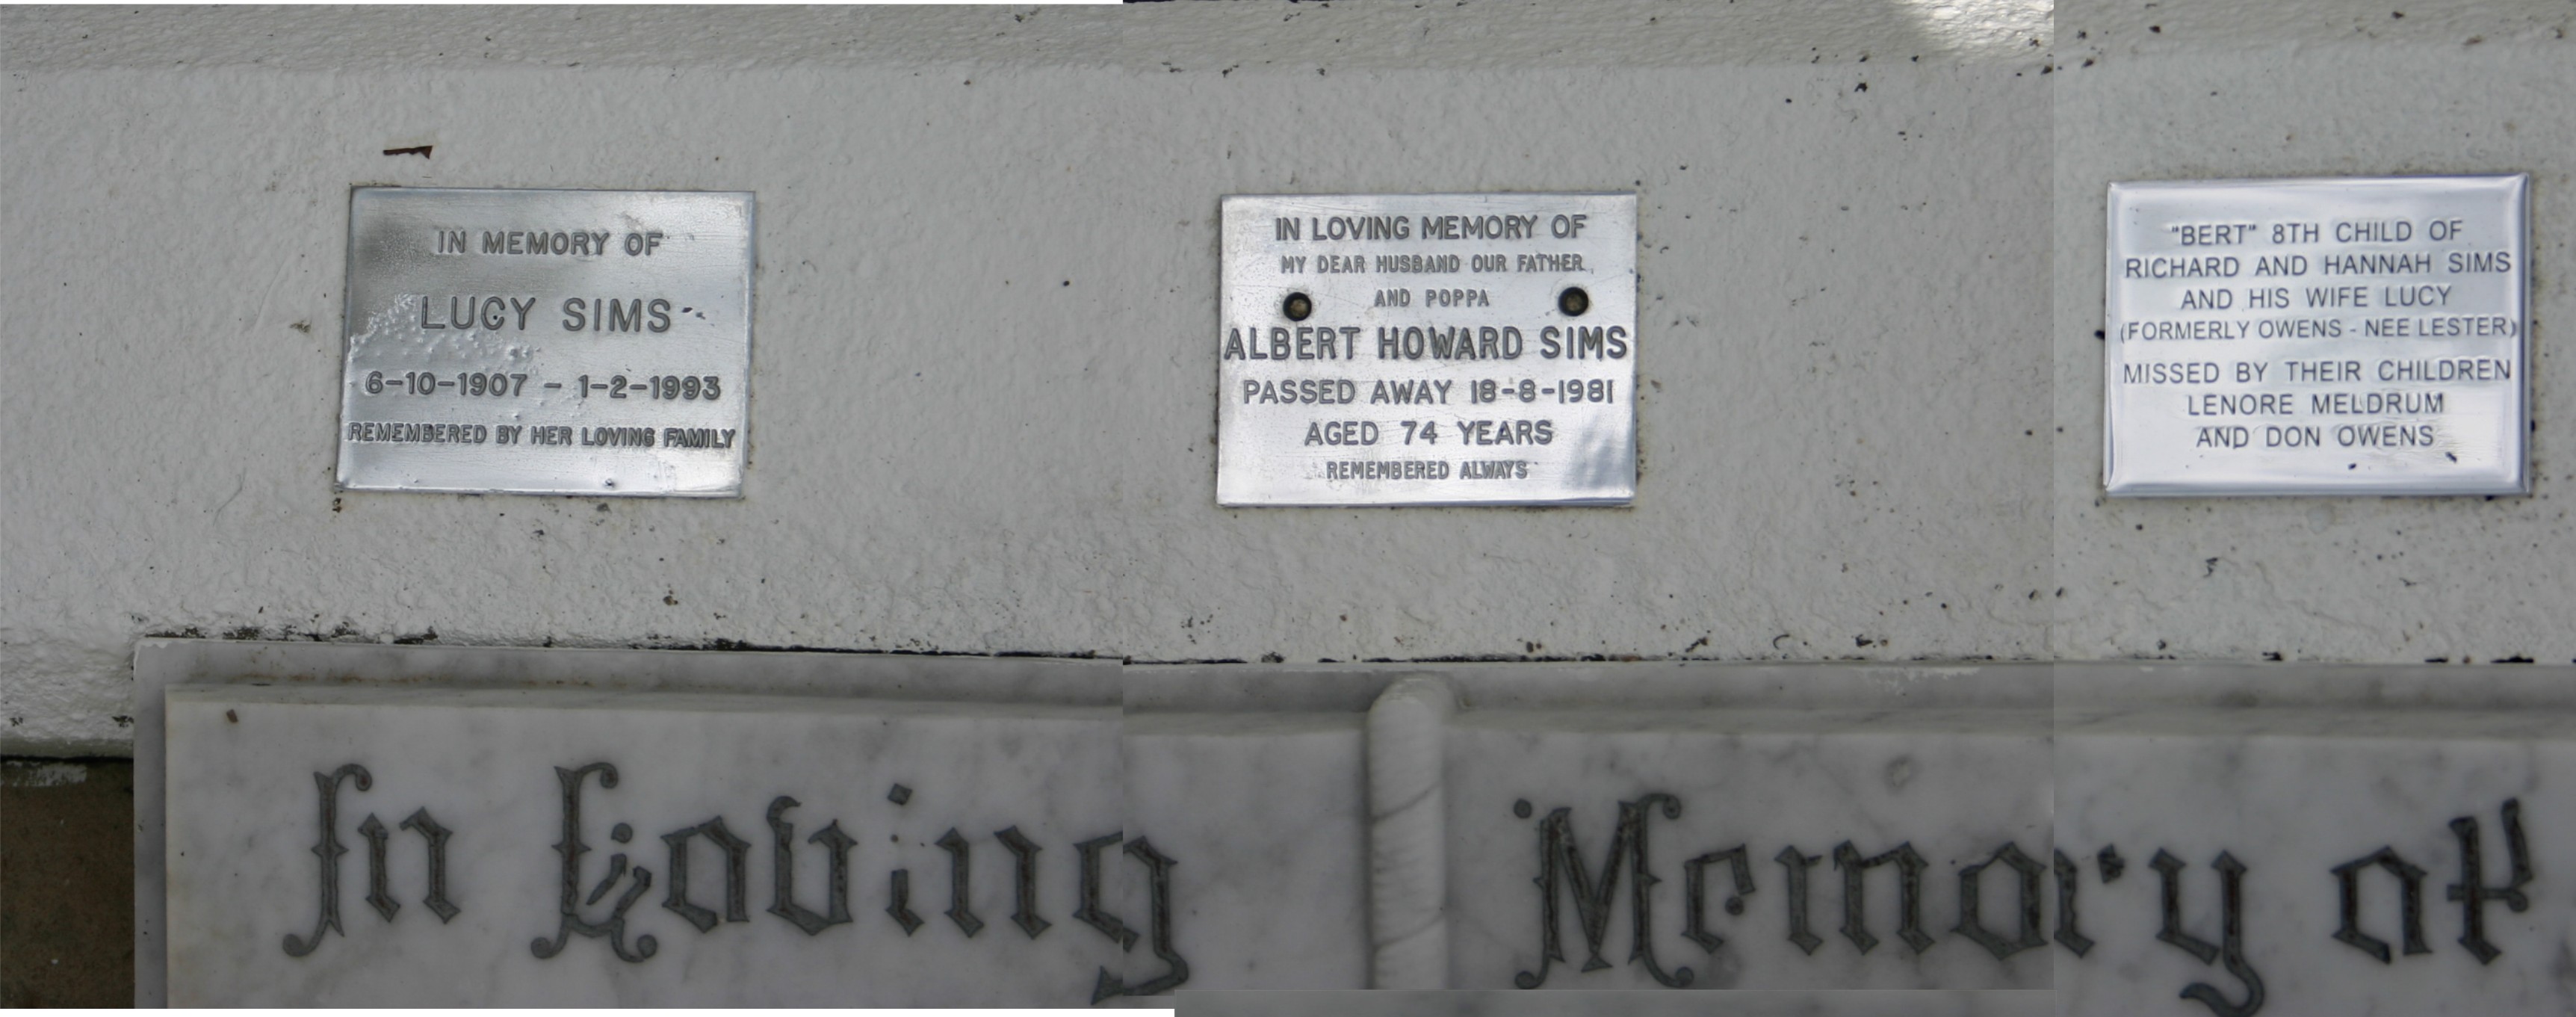 IN MEMORY OF
LUCY SIMS
6-10-1907 - 1-2-1993
REMEMBERED BY HER LOVING FAMILY
IN LOVING MEMORY OF
MY DEAR HUSBAND OUR FATHER
AND POPPA
ALBERT HOWARD SIMS
PASSED AWAY 18-8-1981
AGED 74 YEARS
REMEMBERED ALWAYS
"BERT" 8TH CHILD OF
RICHARD AND HANNAH SIMS
AND HIS WIFE LUCY
(FORMERLY OWENS - NEE LESTER)
MISSED BY THEIR CHILDREN
LENORE MELDRUM
AND DON OWENS
In Loving Memory of